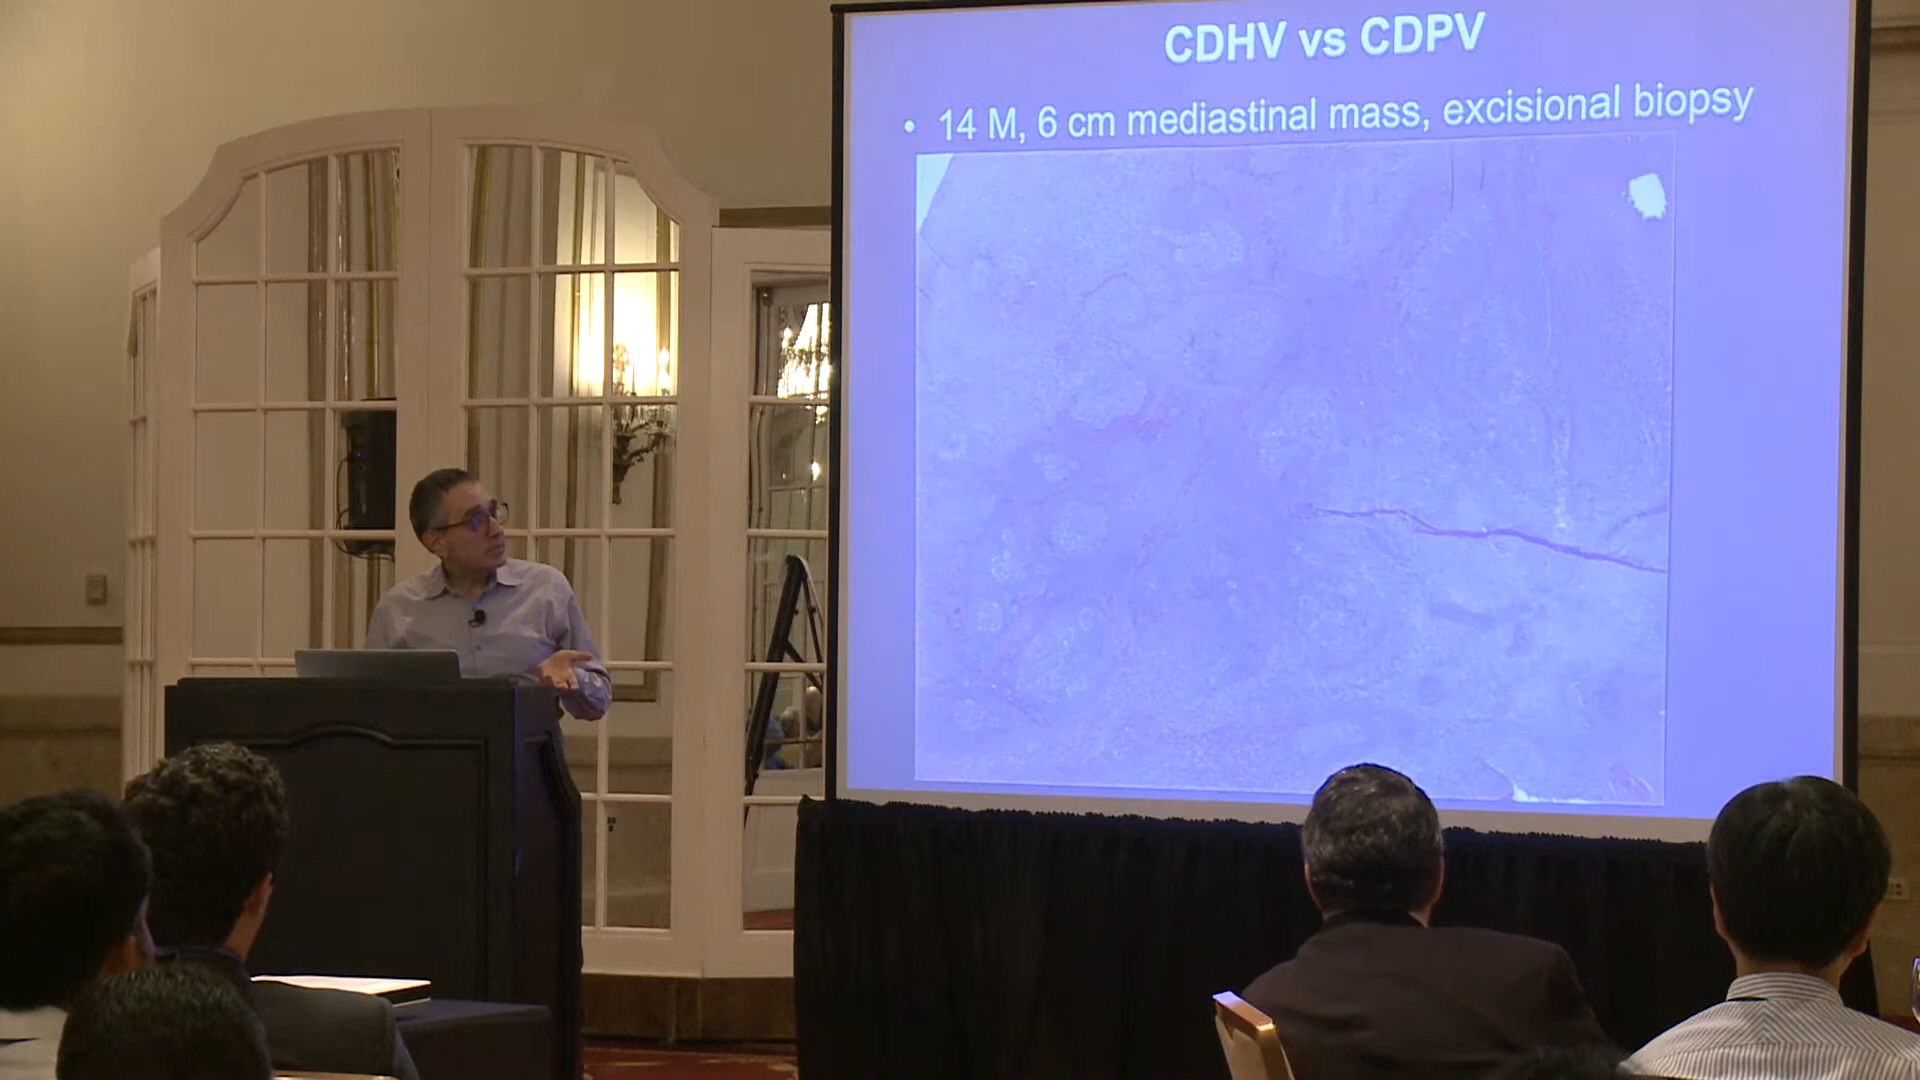 CDHV vs CDPV
• 14 M, 6 cm mediastinal mass, excisional biopsy